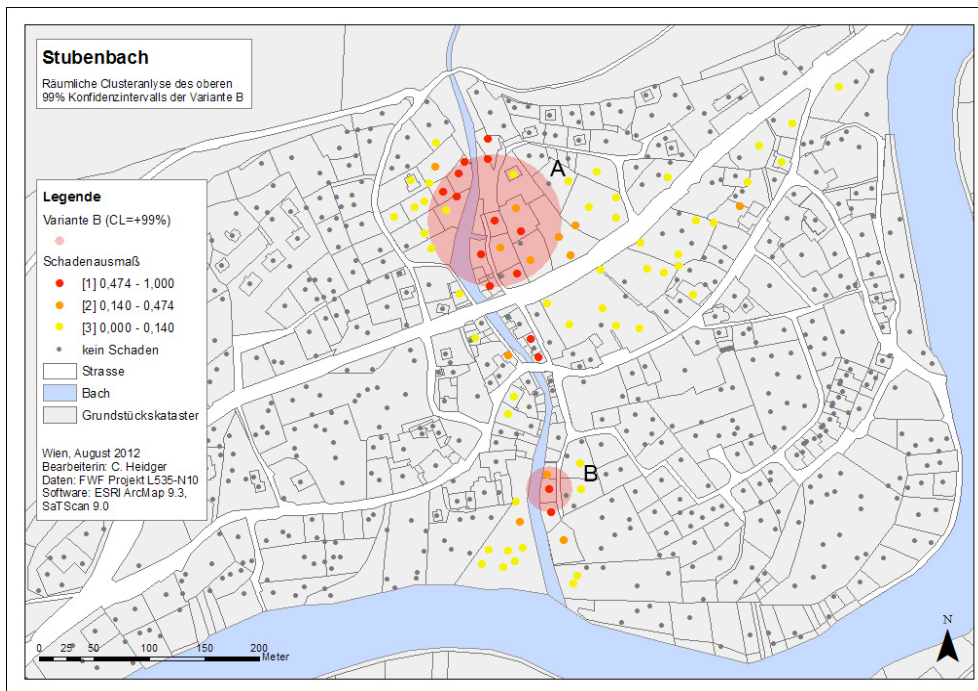 Stubenbach
Räumliche Clusteranalyse des oberen
99% Konfidenzintervalls der Variante B
A
Legende
Variante B (CL=+99%)
Schadenausmaß
[1] 0,474 - 1,000
[2] 0,140 - 0,474
[3] 0,000 - 0,140
kein Schaden
Strasse
Bach
Grundstückskataster
Wien, August 2012
Bearbeiterin: C. Heidger
Daten: FWF Projekt L535-N10
Software: ESRI ArcMap 9.3,
SaTScan 9.0
B
N
0 25 50 100 150 200
Meter